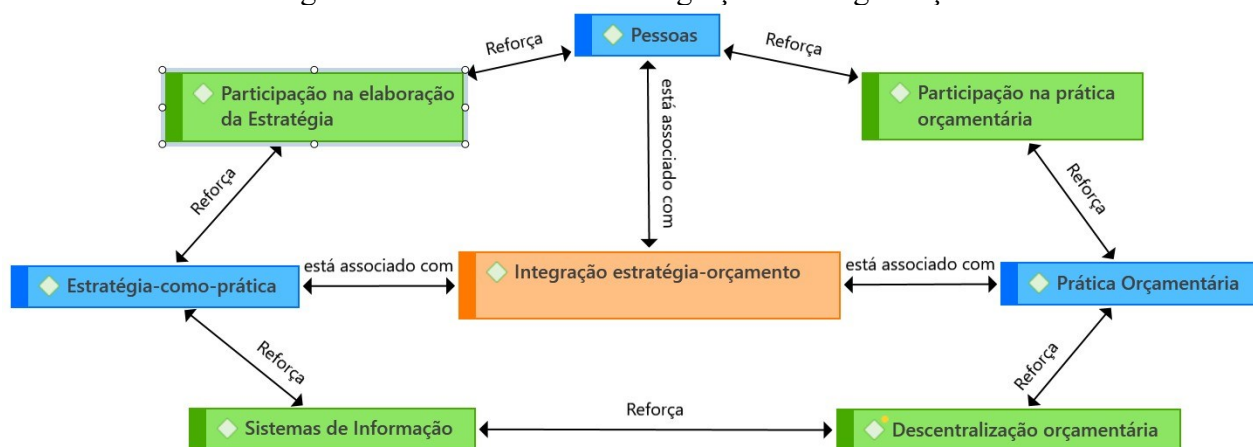 Pessoas
Reforça
Reforça
Participação na elaboração
da Estratégia
Participação na prática
orçamentária
está associado com
Reforça
Reforça
Estratégia-como-prática
está associado com
Integração estratégia-orçamento
está associado com
Prática Orçamentária
Reforça
Reforça
Sistemas de Informação
Reforça
Descentralização orçamentária